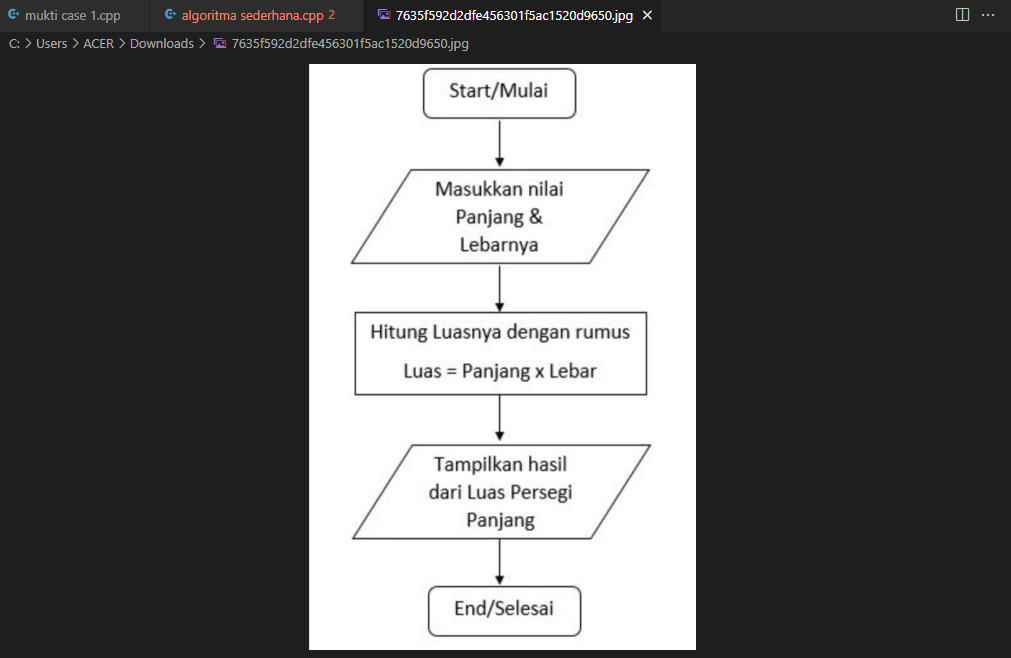 mukti case 1.cpp
algoritma sederhana.cpp 2
7635f592d2dfe456301f5ac1520d9650.jpg
C: > Users > ACER > Downloads > 7635f592d2dfe456301f5ac1520d9650.jpg
Start/Mulai
Masukkan nilai
Panjang &
Lebarnya
Hitung Luasnya dengan rumus
Luas = Panjang x Lebar
Tampilkan hasil
dari Luas Persegi
Panjang
End/Selesai